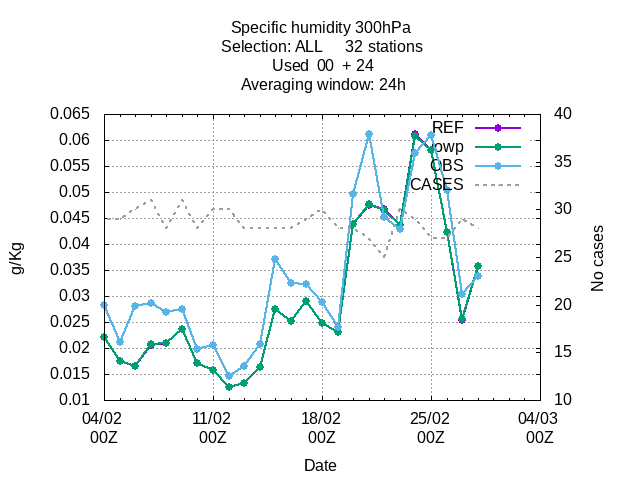 Specific humidity 300hPa
Selection: ALL 32 stations
Used 00 + 24
Averaging window: 24h
0.065
0.06
0.055
0.05
0.045
0.04
0.035
0.03
0.025
0.02
0.015
0.01
g/Kg
40
35
30
25
20
15
10
No cases
REF
owp
OBS
CASES
04/02 11/02 18/02 25/02 04/03
00Z 00Z 00Z 00Z 00Z
Date